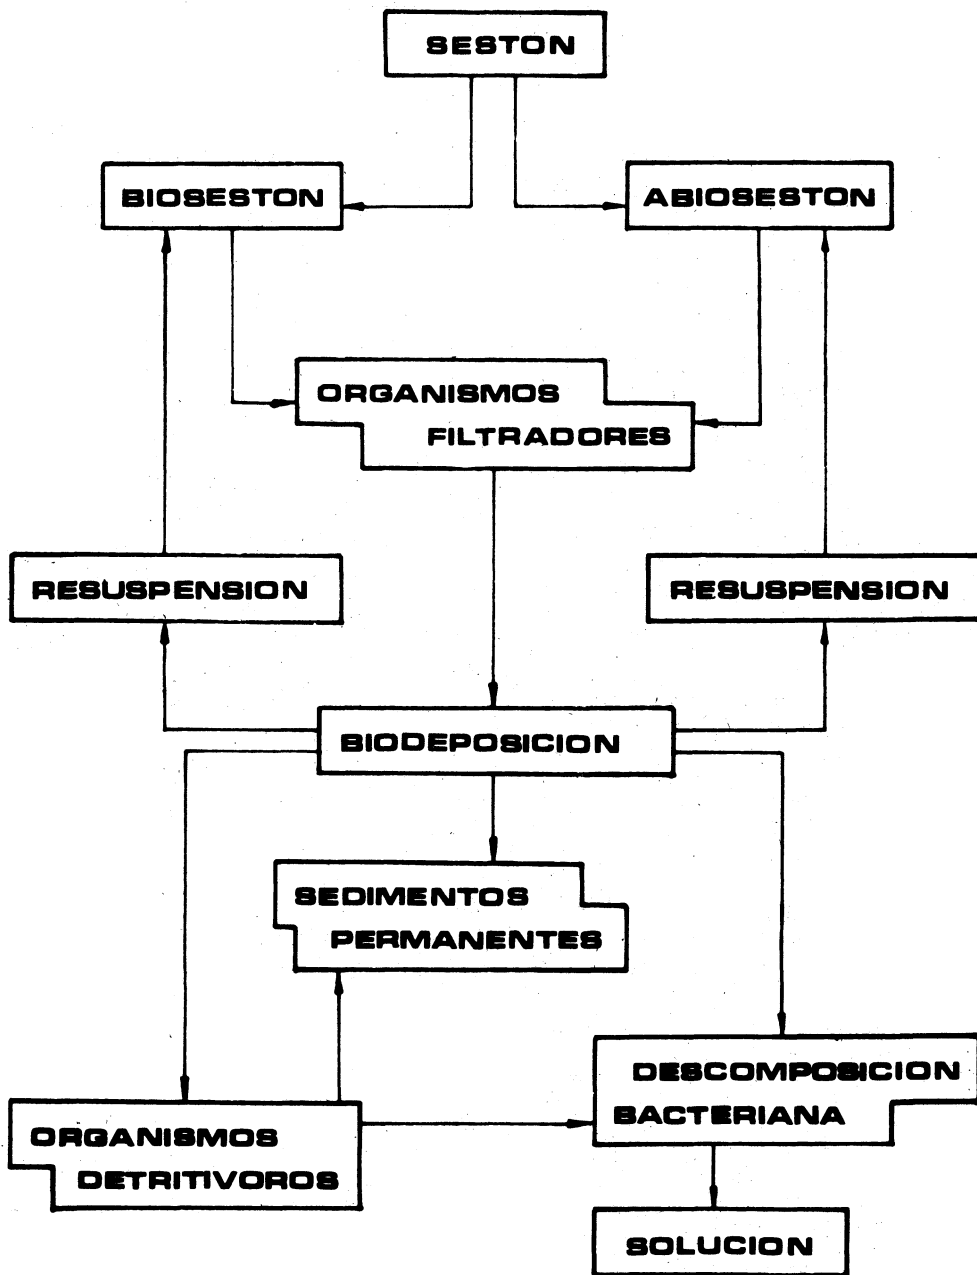 SESTON
BIOSESTON
ABIOSESTON
ORGANISMOS
FILTRADORES
RESUSPENSION
RESUSPENSION
BIODEPOSICION
SEDIMENTOS
PERMANENTES
DESCOMPOSICION
BACTERIANA
ORGANISMOS
DETRITIVOROS
SOLUCION